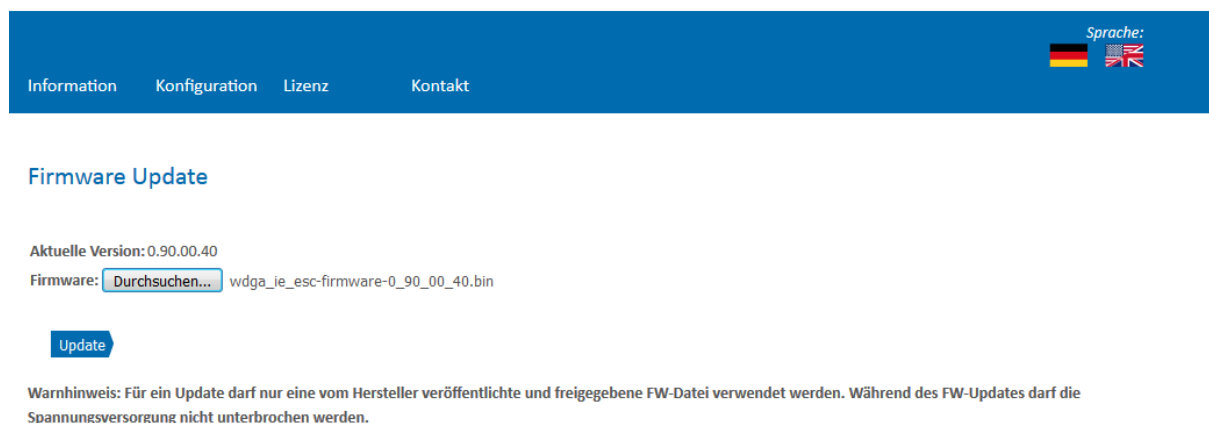 Sprache:
Information Konfiguration Lizenz Kontakt
Firmware Update
Aktuelle Version: 0.90.00.40
Firmware: Durchsuchen... wdga_ie_esc-firmware-0_90_00_40.bin
Update
Warnhinweis: Für ein Update darf nur eine vom Hersteller veröffentlichte und freigegebene FW-Datei verwendet werden. Während des FW-Updates darf die
Spannungsversorgung nicht unterbrochen werden.